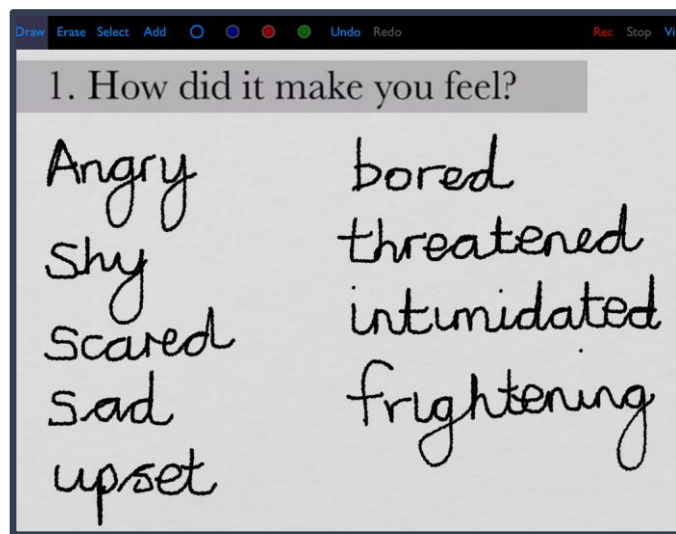 Draw Erase Select Add Undo Redo Rec Stop
1. How did it make you feel?
Angry
shy
scared
sad
upset
bored
threatened
intimidated
frightening